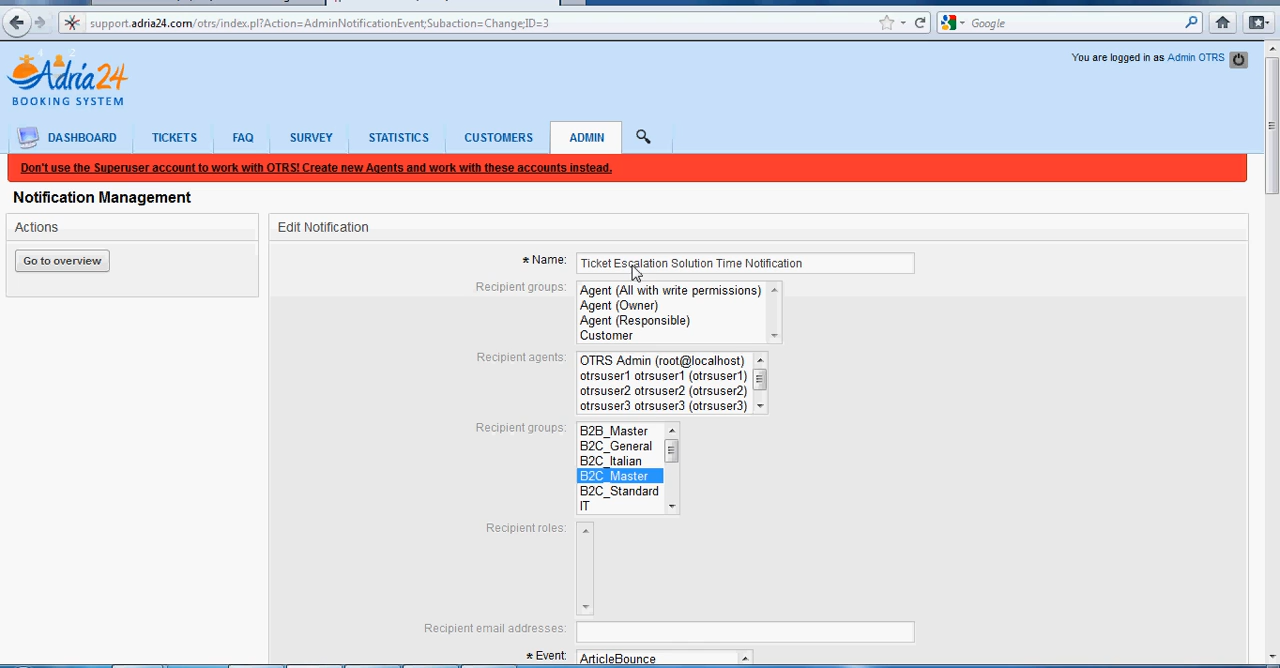 support.adria24.com/otrs/index.pl?Action=AdminNotificationEvent;Subaction=Change;ID=3
Google
Adria24
BOOKING SYSTEM
You are logged in as Admin OTRS
DASHBOARD
TICKETS
FAQ
SURVEY
STATISTICS
CUSTOMERS
ADMIN
Don't use the Superuser account to work with OTRS! Create new Agents and work with these accounts instead.
Notification Management
Actions
Go to overview
Edit Notification
* Name: Ticket Escalation Solution Time Notification
Recipient groups: Agent (All with write permissions)
Agent (Owner)
Agent (Responsible)
Customer
Recipient agents: OTRS Admin (root@localhost)
otrsuser1 otrsuser1 (otrsuser1)
otrsuser2 otrsuser2 (otrsuser2)
otrsuser3 otrsuser3 (otrsuser3)
Recipient groups: B2B_Master
B2C_General
B2C_Italian
B2C_Master
B2C_Standard
IT
Recipient roles:
Recipient email addresses:
* Event: ArticleBounce